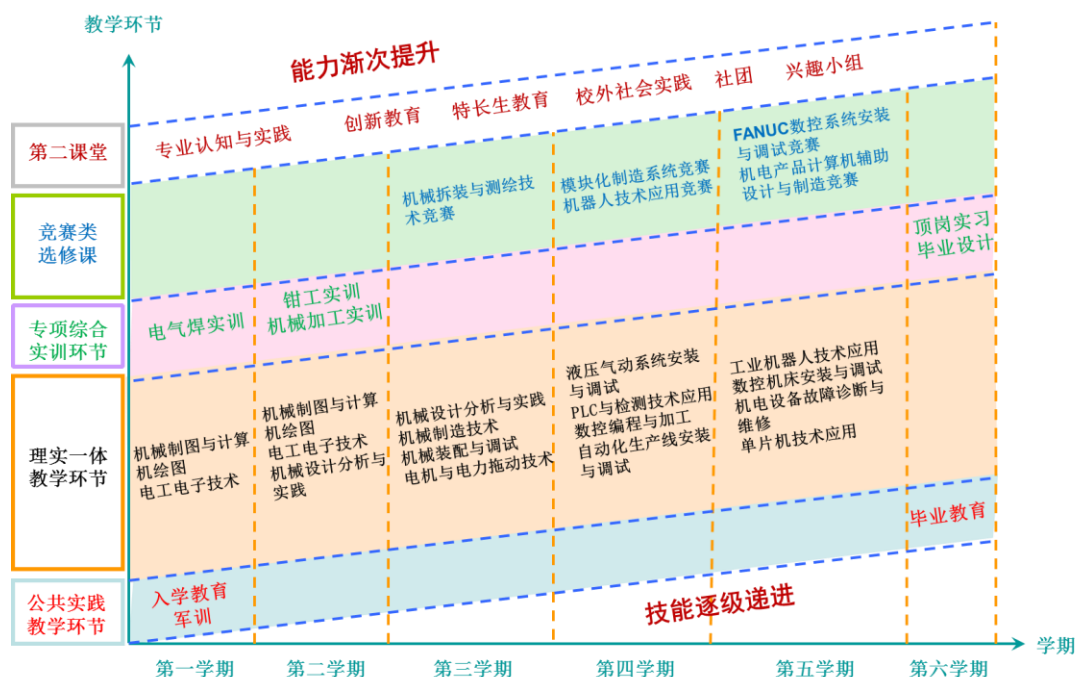 教学环节
能力渐次提升
第二课堂
专业认知与实践
创新教育
特长生教育
校外社会实践
社团
兴趣小组
竞赛类
选修课
机械拆装与测绘技
术竞赛
模块化制造系统竞赛
机器人技术应用竞赛
FANUC数控系统安装
与调试竞赛
机电产品计算机辅助
设计与制造竞赛
专项综合
实训环节
电气焊实训
钳工实训
机械加工实训
顶岗实习
毕业设计
理实一体
教学环节
机械制图与计算
机绘图
电工电子技术
机械制图与计算
机绘图
电工电子技术
机械设计分析与
实践
机械设计分析与实践
机械制造技术
机械装配与调试
电机与电力拖动技术
液压气动系统安装
与调试
PLC与检测技术应用
数控编程与加工
自动化生产线安装
与调试
工业机器人技术应用
数控机床安装与调试
机电设备故障诊断与
维修
单片机技术应用
公共实践
教学环节
入学教育
军训
毕业教育
技能逐级递进
第一学期
第二学期
第三学期
第四学期
第五学期
第六学期
学期